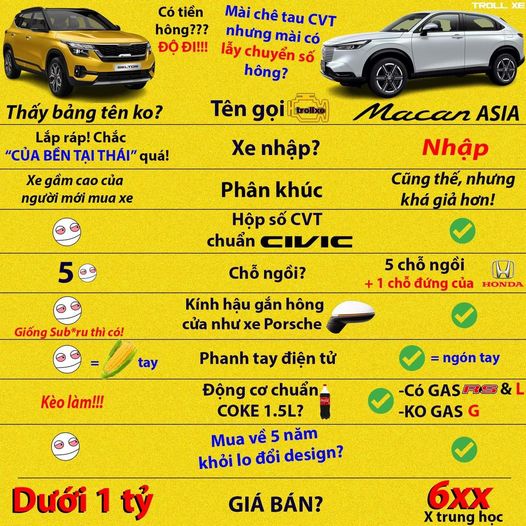 TROLL XE
Có tiền
hông???
ĐỘ ĐI!!!
Mài chê tau CVT
nhưng mài có
lẫy chuyển số
hông?
SELTOS
Thấy bảng tên ko?
Tên gọi
trollxe
Macan ASIA
Lắp ráp! Chắc
“CỦA BỀN TẠI THÁI” quá!
Xe nhập?
Nhập
Xe gầm cao của
người mới mua xe
Phân khúc
Cũng thế, nhưng
khá giả hơn!
Hộp số CVT
chuẩn CIVIC
5
Chỗ ngồi?
5 chỗ ngồi
+ 1 chỗ đứng của HONDA
Giống Sub*ru thì có!
Kính hậu gắn hông
cửa như xe Porsche
= tay
Phanh tay điện tử
= ngón tay
Kèo làm!!!
Động cơ chuẩn
COKE 1.5L?
-Có GAS RS & L
-KO GAS G
Mua về 5 năm
khỏi lo đổi design?
Dưới 1 tỷ
GIÁ BÁN?
6xx
X trung học